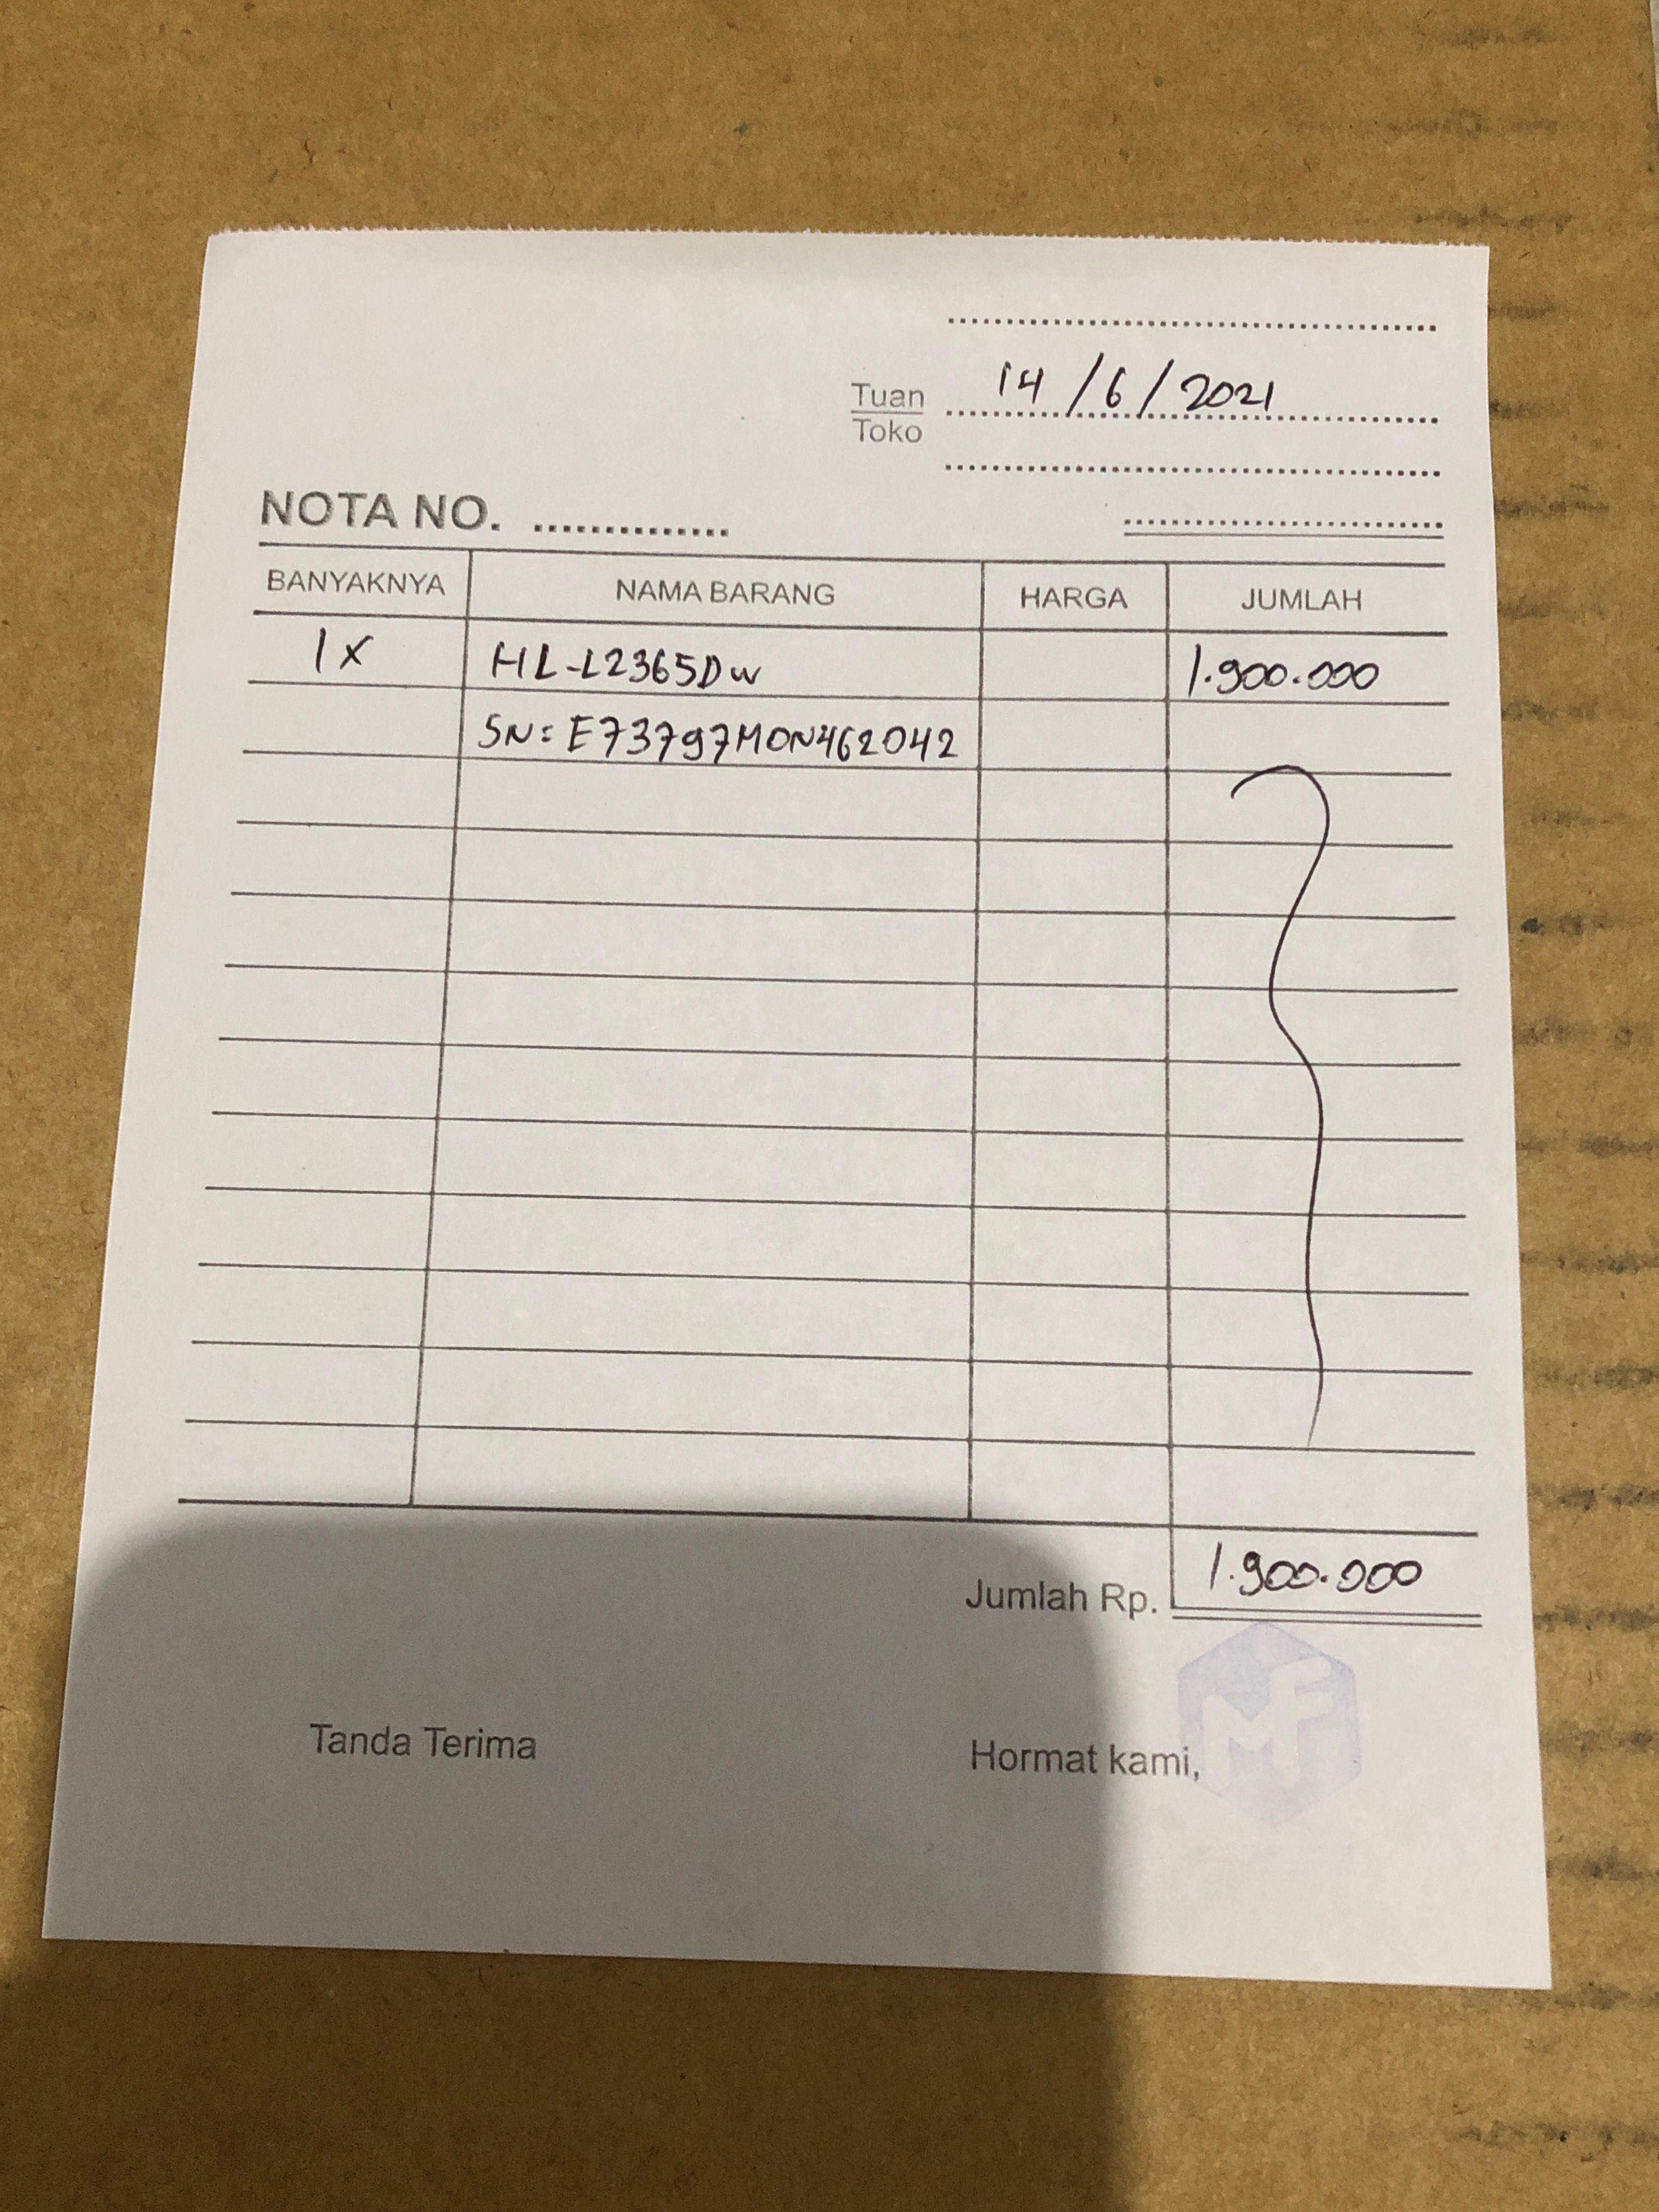 14/6/2021
Tuan
Toko
NOTA NO.
BANYAKNYA NAMA BARANG HARGA JUMLAH
1x HL-L2365DW 1.900.000
SN: E73797M0N462042
Jumlah Rp. 1.900.000
Tanda Terima Hormat kami,
MF